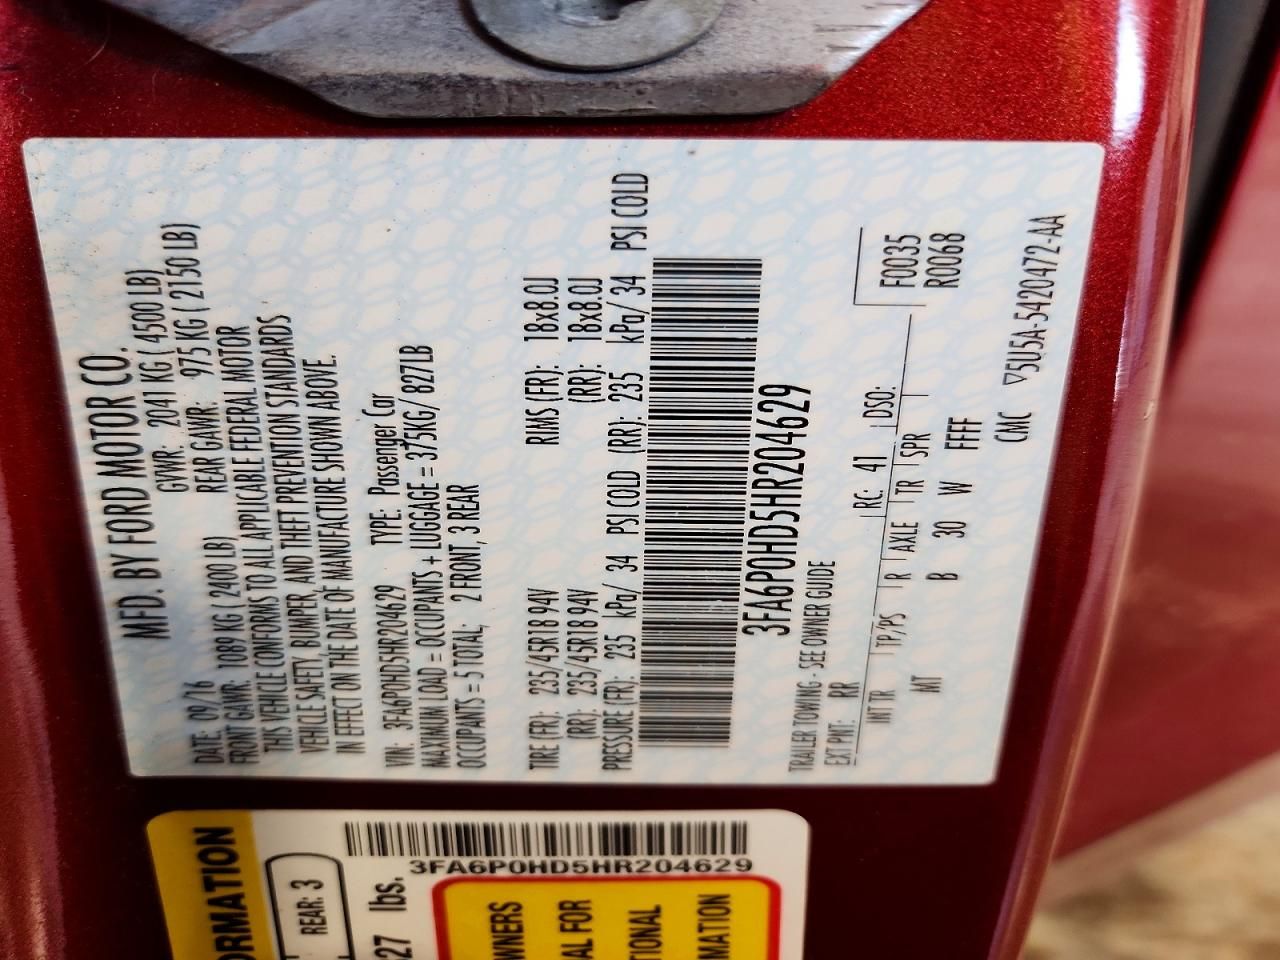 MFD. BY FORD MOTOR CO.
DATE: 09/16 GVWR: 2041 KG ( 4500 LB)
FRONT GAWR: 1089 KG ( 2400 LB) REAR GAWR: 975 KG ( 2150 LB)
THIS VEHICLE CONFORMS TO ALL APPLICABLE FEDERAL MOTOR
VEHICLE SAFETY, BUMPER, AND THEFT PREVENTION STANDARDS
IN EFFECT ON THE DATE OF MANUFACTURE SHOWN ABOVE.
VIN: 3FA6P0HD5HR204629 TYPE: Passenger Car
MAXIMUM LOAD = OCCUPANTS + LUGGAGE = 375KG/ 827LB
OCCUPANTS = 5 TOTAL; 2 FRONT, 3 REAR
TIRE (FR): 235/45R18 94V RIMS (FR): 18x8.0J
(RR): 235/45R18 94V (RR): 18x8.0J
PRESSURE (FR): 235 kPa/ 34 PSI COLD (RR): 235 kPa/ 34 PSI COLD
3FA6P0HD5HR204629
TRAILER TOWING - SEE OWNER GUIDE
EXT PNT: RR RC: 41 DSO:
INT TR TP/PS R AXLE TR SPR
MT B 30 W FFFF
F0035
R0068
CMC ▽5U5A-5420472-AA
ORMATION
REAR: 3
27 lbs.
3FA6P0HD5HR204629
WNERS
AL FOR
TIONAL
MATION